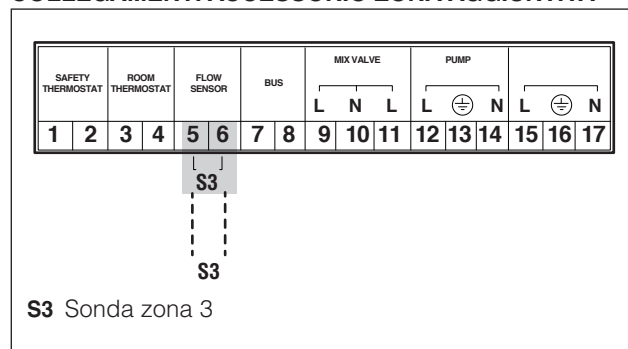 SAFETY THERMOSTAT
ROOM THERMOSTAT
FLOW SENSOR
BUS
MIX VALVE
PUMP
L N L L N L N
1 2 3 4 5 6 7 8 9 10 11 12 13 14 15 16 17
S3
S3
S3 Sonda zona 3